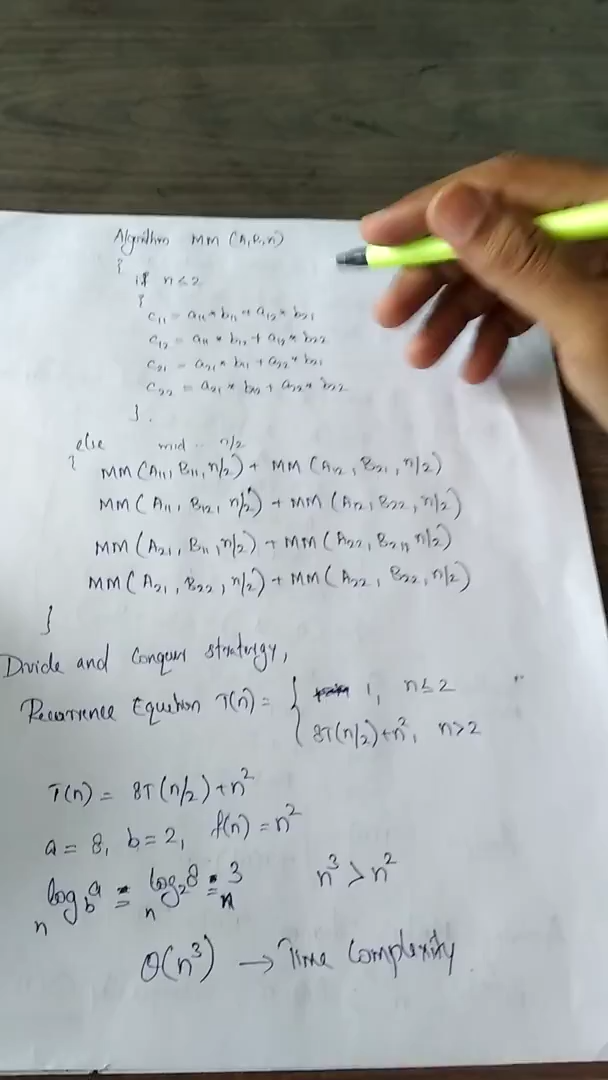 Algorithm MM (A,B,n)
{
if n ≤ 2
{
C₁₁ = a₁₁ * b₁₁ + a₁₂ * b₂₁
C₁₂ = a₁₁ * b₁₂ + a₁₂ * b₂₂
C₂₁ = a₂₁ * b₁₁ + a₂₂ * b₂₁
C₂₂ = a₂₁ * b₁₂ + a₂₂ * b₂₂
}.
else mid = n/2
{ MM(A₁₁, B₁₁, n/2) + MM(A₁₂, B₂₁, n/2)
MM(A₁₁, B₁₂, n/2) + MM(A₁₂, B₂₂, n/2)
MM(A₂₁, B₁₁, n/2) + MM(A₂₂, B₂₁, n/2)
MM(A₂₁, B₂₂, n/2) + MM(A₂₂, B₂₂, n/2)
}
Divide and Conquer stratergy,
Recurrence Equation T(n) = { 1, n ≤ 2
8T(n/2) + n², n > 2
T(n) = 8T(n/2) + n²
a = 8, b = 2, f(n) = n²
n^log_b a = n^log₂8 = n^3 n³ > n²
θ(n³) → Time Complexity